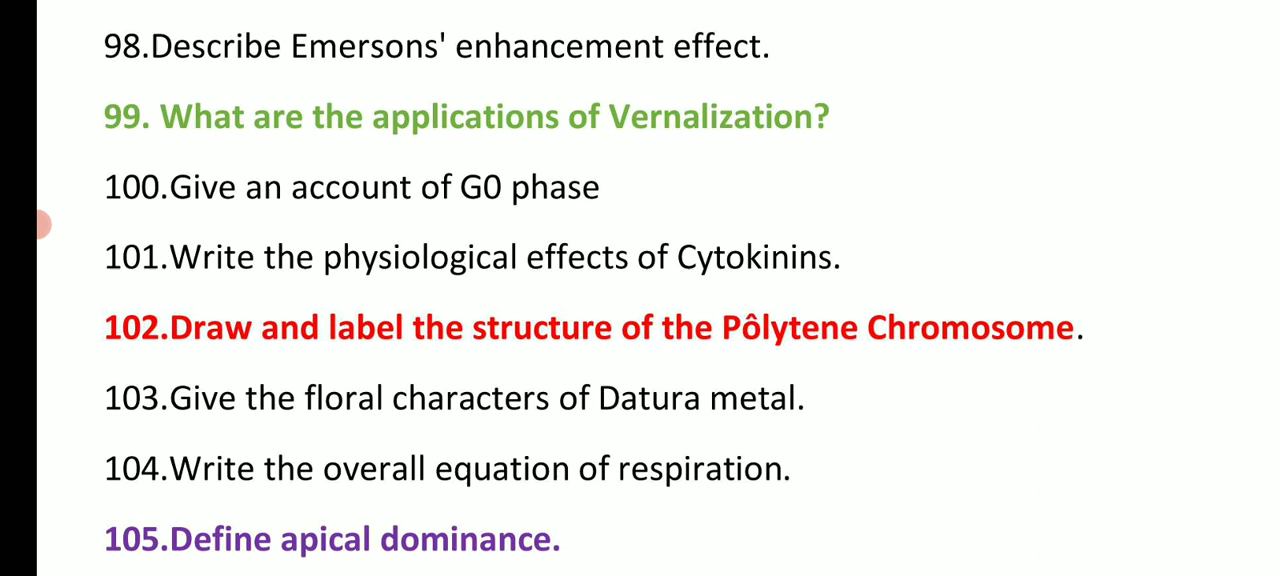 98.Describe Emersons' enhancement effect.
99. What are the applications of Vernalization?
100.Give an account of G0 phase
101.Write the physiological effects of Cytokinins.
102.Draw and label the structure of the Pôlytene Chromosome.
103.Give the floral characters of Datura metal.
104.Write the overall equation of respiration.
105.Define apical dominance.